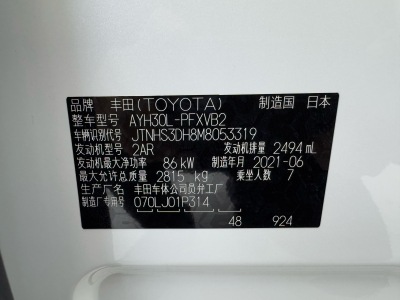 品牌 丰田(TOYOTA) 制造国 日本
整车型号 AYH30L-PFXVB2
车辆识别代号 JTNHS3DH8M8053319
发动机型号 2AR 发动机排量 2494 mL
发动机最大净功率 86 kW 制造年月 2021-06
最大允许总质量 2815 kg 乘坐人数 7
生产厂名 丰田车体公司员弁工厂
制造厂专用号 070LJ01P314
48 924